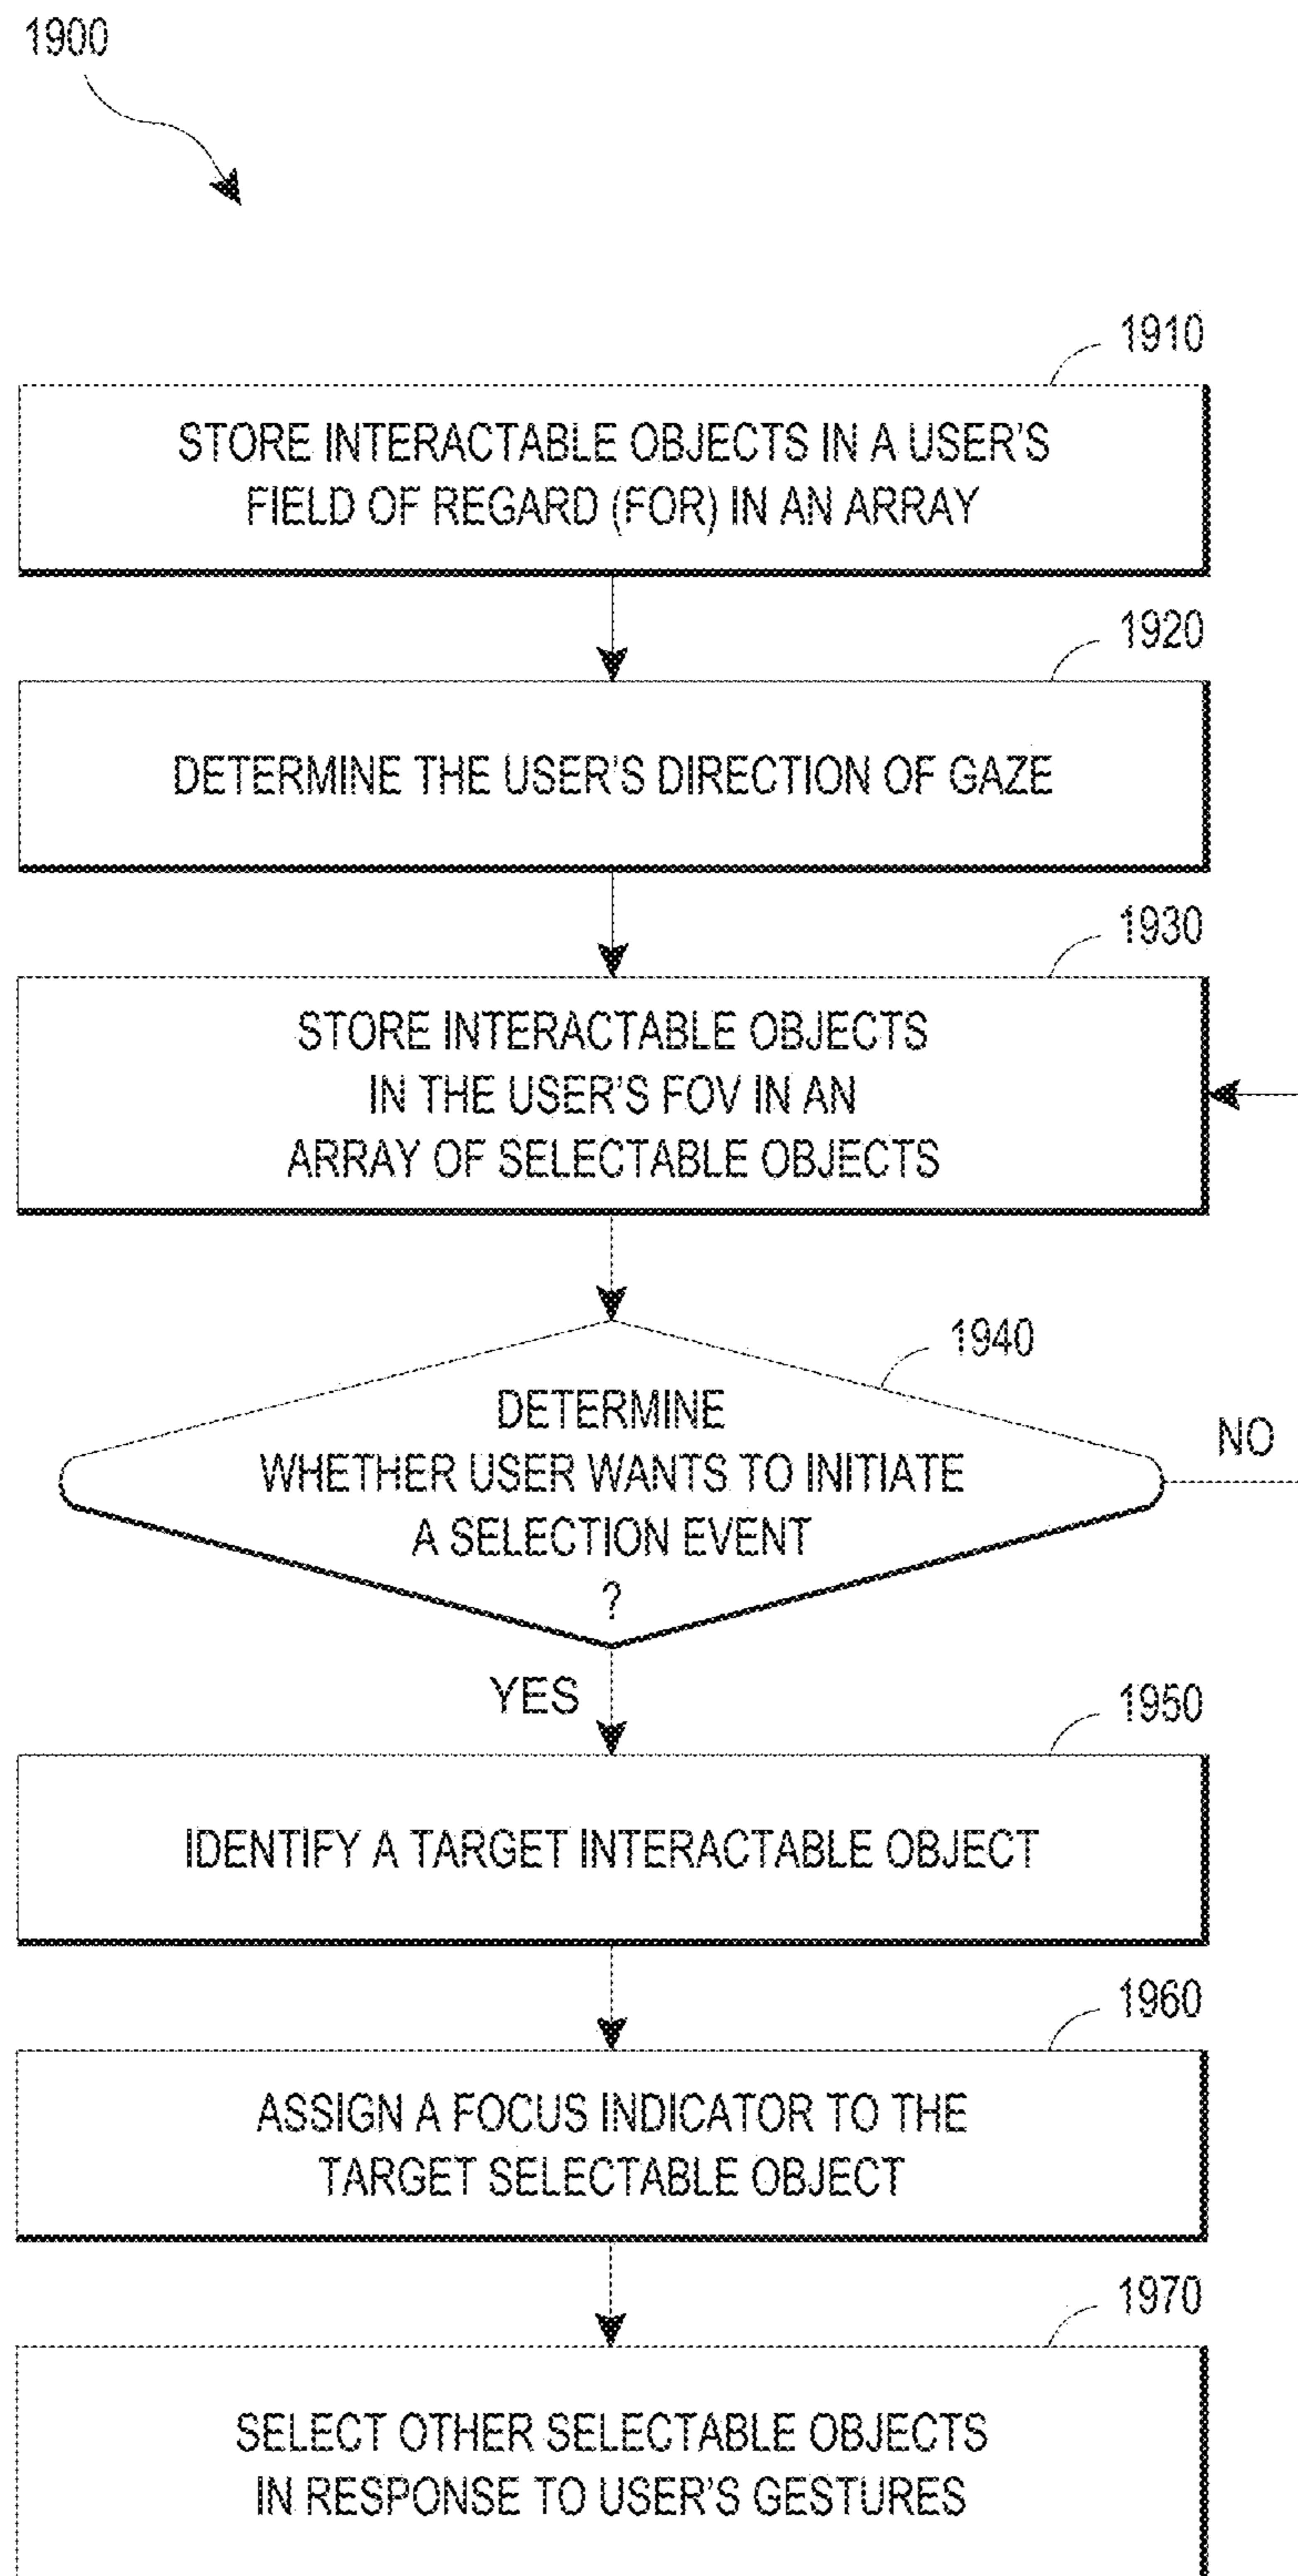 1900
1910
STORE INTERACTABLE OBJECTS IN A USER'S
FIELD OF REGARD (FOR) IN AN ARRAY
1920
DETERMINE THE USER'S DIRECTION OF GAZE
1930
STORE INTERACTABLE OBJECTS
IN THE USER'S FOV IN AN
ARRAY OF SELECTABLE OBJECTS
1940
DETERMINE
WHETHER USER WANTS TO INITIATE
A SELECTION EVENT
?
NO
YES
1950
IDENTIFY A TARGET INTERACTABLE OBJECT
1960
ASSIGN A FOCUS INDICATOR TO THE
TARGET SELECTABLE OBJECT
1970
SELECT OTHER SELECTABLE OBJECTS
IN RESPONSE TO USER'S GESTURES